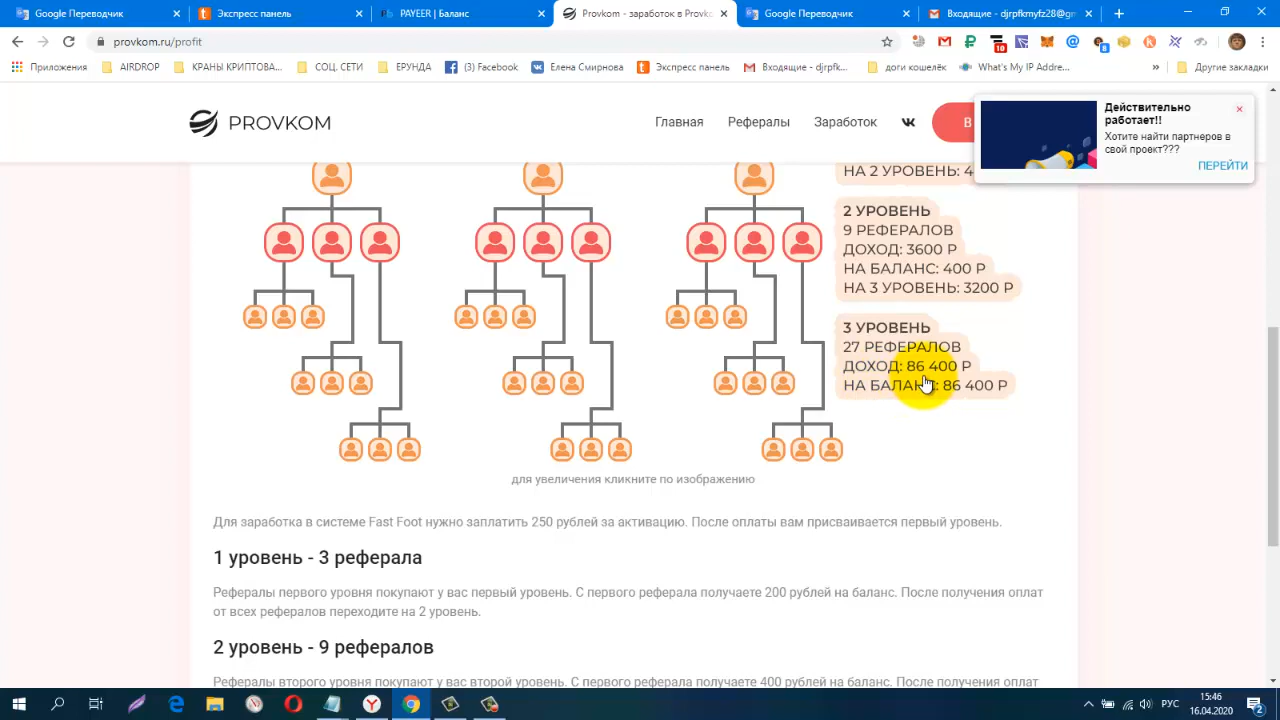 Google Переводчик
Экспресс панель
PAYEER | Баланс
Provkom - заработок в Provk
Google Переводчик
Входящие - djrpfkmyfz28@g
provkom.ru/profit
10
8
Приложения
AIRDROP
КРАНЫ КРИПТОВА...
СОЦ. СЕТИ
ЕРУНДА
(3) Facebook
Елена Смирнова
Экспресс панель
Входящие - djrpfk...
доги кошелёк
What's My IP Addre...
»
Другие закладки
PROVKOM
Главная
Рефералы
Заработок
В
Действительно
работает!!
Хотите найти партнеров в
свой проект???
ПЕРЕЙТИ
НА 2 УРОВЕНЬ: 4
2 УРОВЕНЬ
9 РЕФЕРАЛОВ
ДОХОД: 3600 Р
НА БАЛАНС: 400 Р
НА 3 УРОВЕНЬ: 3200 Р
3 УРОВЕНЬ
27 РЕФЕРАЛОВ
ДОХОД: 86 400 Р
НА БАЛАНС: 86 400 Р
для увеличения кликните по изображению
Для заработка в системе Fast Foot нужно заплатить 250 рублей за активацию. После оплаты вам присваивается первый уровень.
1 уровень - 3 реферала
Рефералы первого уровня покупают у вас первый уровень. С первого реферала получаете 200 рублей на баланс. После получения оплат
от всех рефералов переходите на 2 уровень.
2 уровень - 9 рефералов
Рефералы второго уровня покупают у вас второй уровень. С первого реферала получаете 400 рублей на баланс. После получения оплат
РУС
15:46
16.04.2020
2